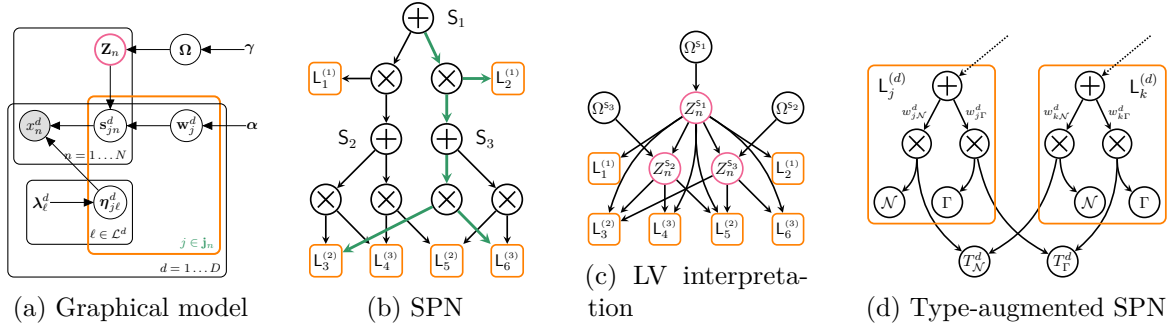 Z_n
Ω
γ
x_n^d
s_{jn}^d
w_j^d
α
n = 1 … N
λ_ℓ^d
η_{jℓ}^d
ℓ ∈ 𝓛^d
j ∈ j_n
d = 1 … D
(a) Graphical model
S_1
L_1^{(1)}
L_2^{(1)}
S_2
S_3
L_3^{(2)}
L_4^{(3)}
L_5^{(2)}
L_6^{(3)}
(b) SPN
Ω^{S_1}
Ω^{S_3}
Z_n^{S_1}
Ω^{S_2}
L_1^{(1)}
Z_n^{S_2}
Z_n^{S_3}
L_2^{(1)}
L_3^{(2)}
L_4^{(3)}
L_5^{(2)}
L_6^{(3)}
(c) LV interpreta-
tion
L_j^{(d)}
L_k^{(d)}
w_{j𝒩}^d
w_{jΓ}^d
w_{k𝒩}^d
w_{kΓ}^d
𝒩
Γ
𝒩
Γ
T_𝒩^d
T_Γ^d
(d) Type-augmented SPN